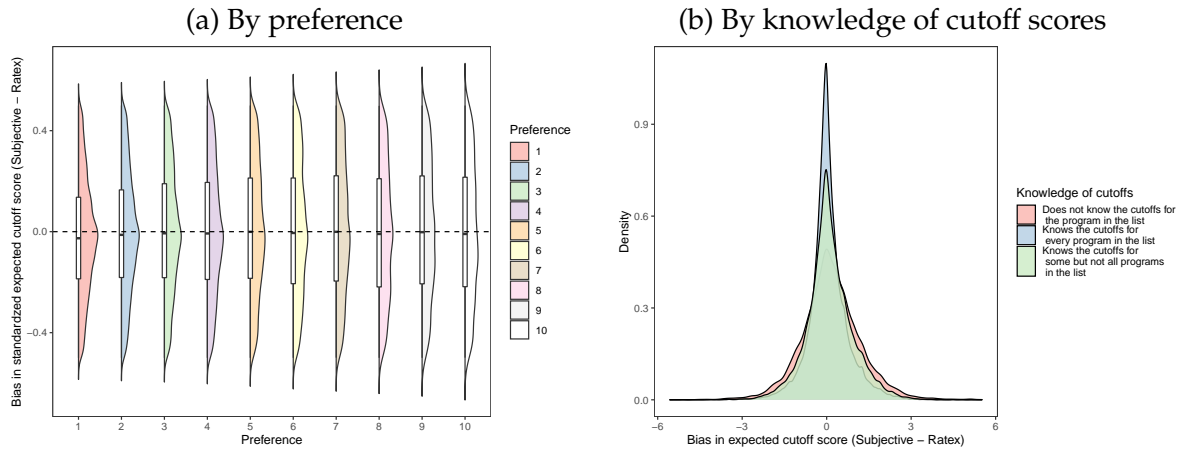 (a) By preference
Bias in standardzed expected cutoff score (Subjective − Ratex)
0.4
0.0
−0.4
1 2 3 4 5 6 7 8 9 10
Preference
Preference
1
2
3
4
5
6
7
8
9
10
(b) By knowledge of cutoff scores
Density
0.9
0.6
0.3
0.0
−6 −3 0 3 6
Bias in expected cutoff score (Subjective − Ratex)
Knowledge of cutoffs
Does not know the cutoffs for
the program in the list
Knows the cutoffs for
every program in the list
Knows the cutoffs for
some but not all programs
in the list